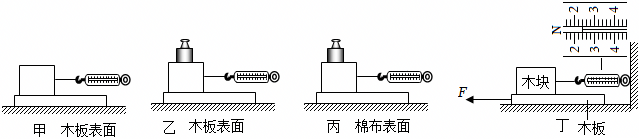 2 3 4
N
2 3 4
木块
F
甲 木板表面
乙 木板表面
丙 棉布表面
丁 木板